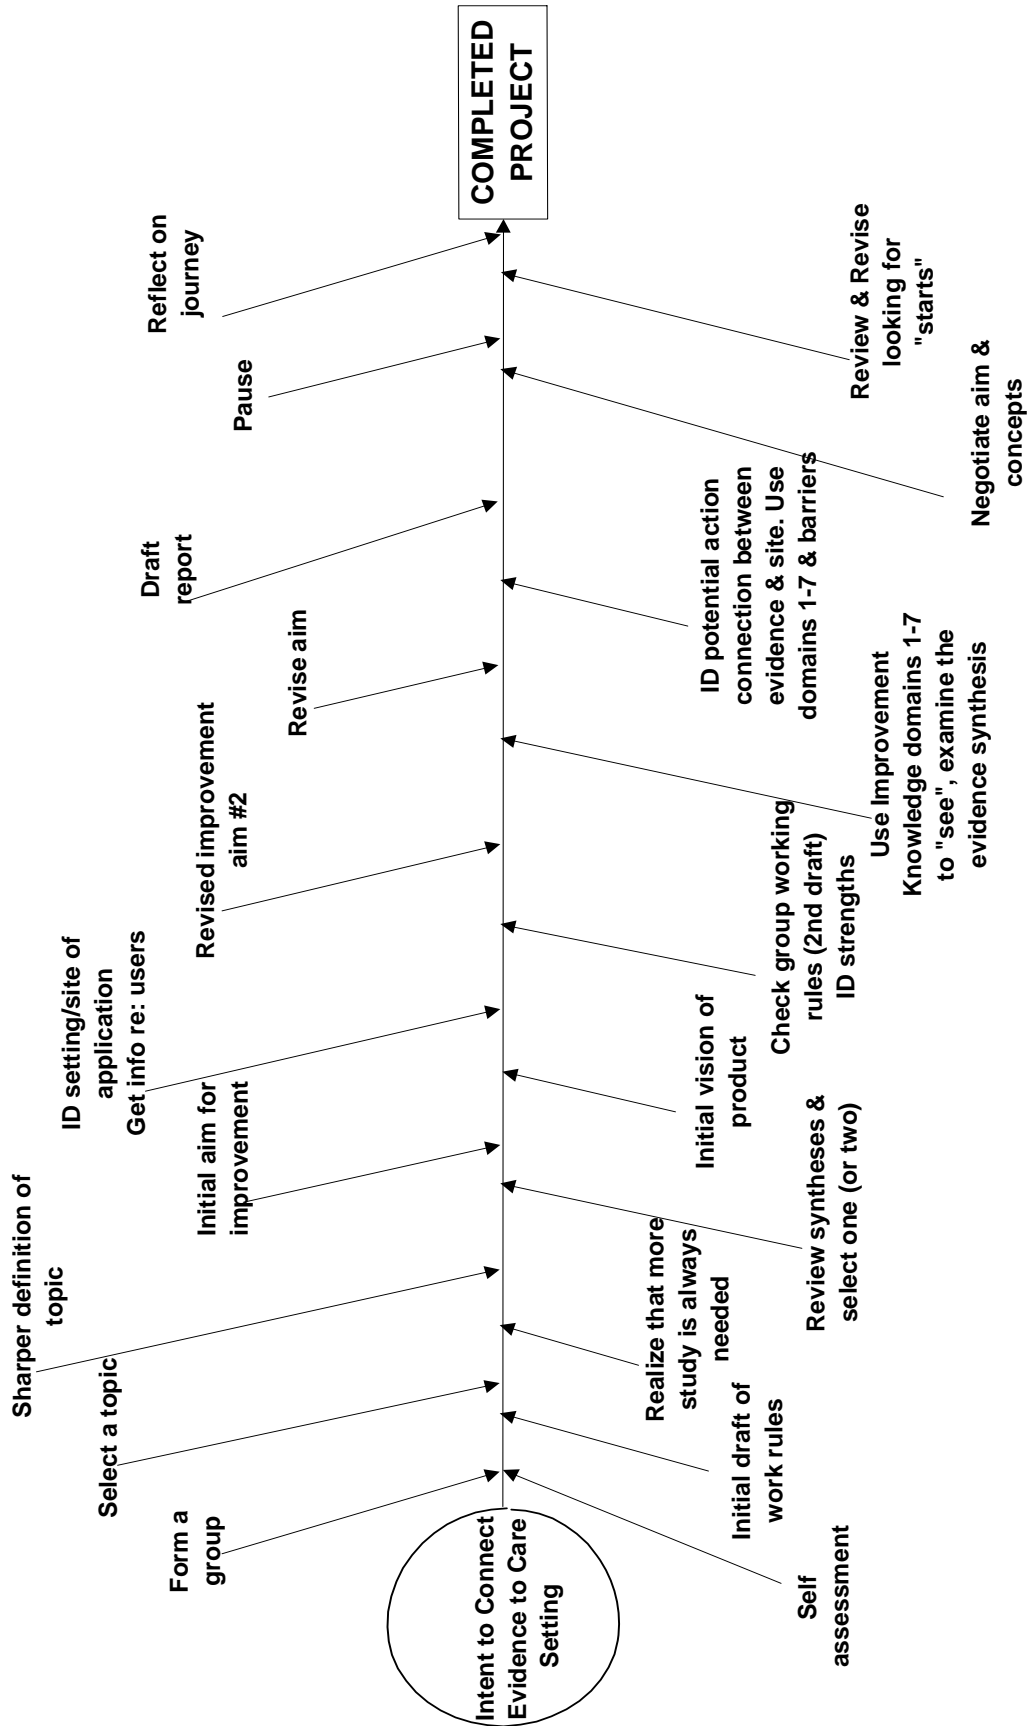 Intent to Connect
Evidence to Care
Setting
Form a
group
Select a topic
Sharper definition of
topic
Initial aim for
improvement
ID setting/site of
application
Get info re: users
Revised improvement
aim #2
Revise aim
Draft
report
Pause
Reflect on
journey
COMPLETED
PROJECT
Self
assessment
Initial draft of
work rules
Realize that more
study is always
needed
Review syntheses &
select one (or two)
Initial vision of
product
Check group working
rules (2nd draft)
ID strengths
Use Improvement
Knowledge domains 1-7
to "see", examine the
evidence synthesis
ID potential action
connection between
evidence & site. Use
domains 1-7 & barriers
Negotiate aim &
concepts
Review & Revise
looking for
"starts"